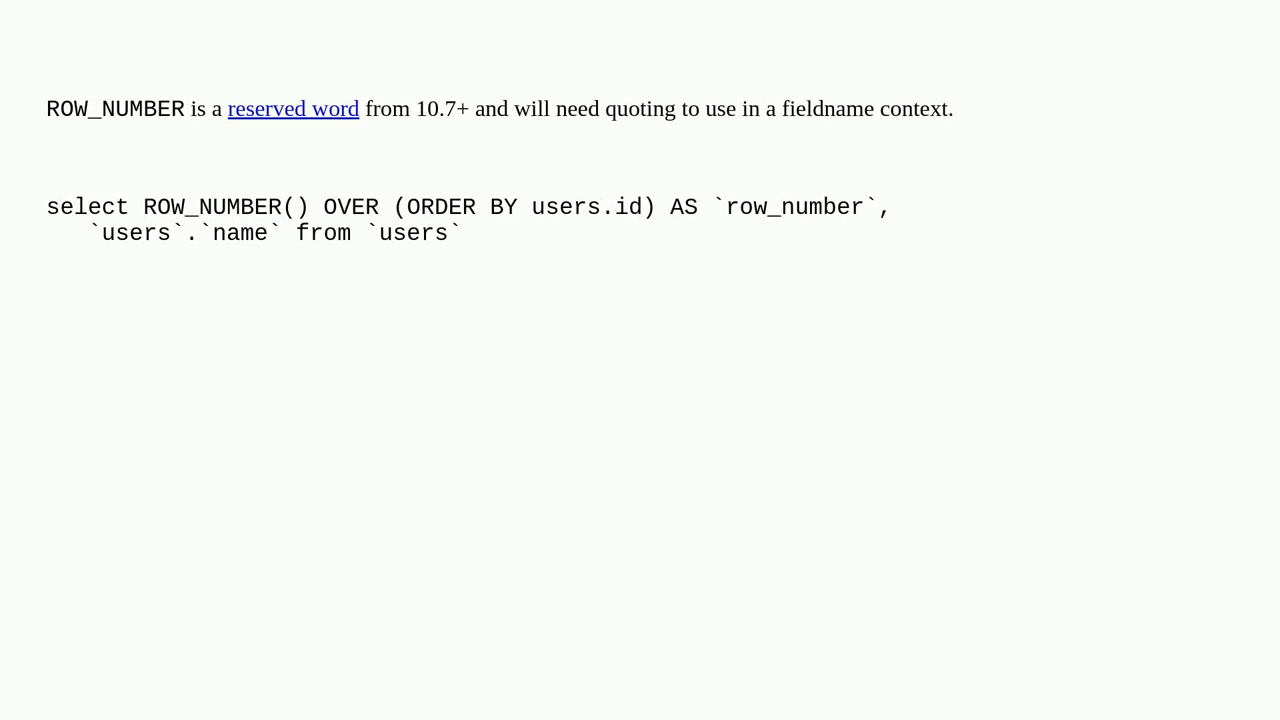 ROW_NUMBER is a reserved word from 10.7+ and will need quoting to use in a fieldname context.
select ROW_NUMBER() OVER (ORDER BY users.id) AS `row_number`,
   `users`.`name` from `users`